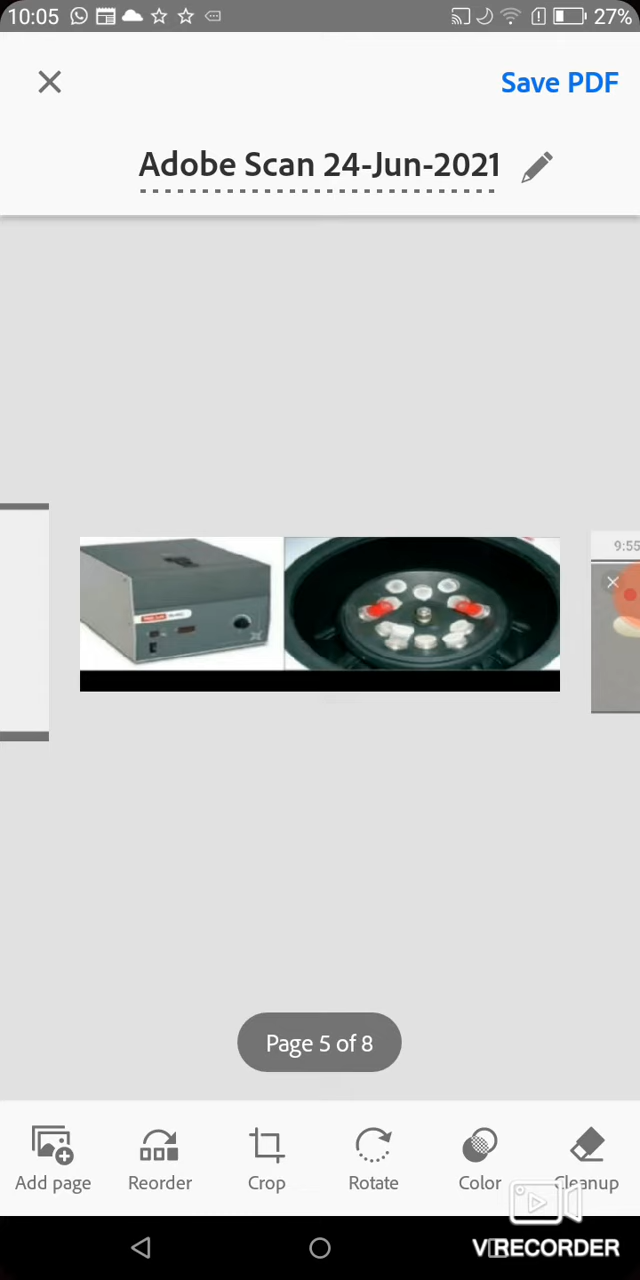 10:05
27%
Save PDF
Adobe Scan 24-Jun-2021
9:55
Page 5 of 8
Add page
Reorder
Crop
Rotate
Color
Cleanup
VRECORDER